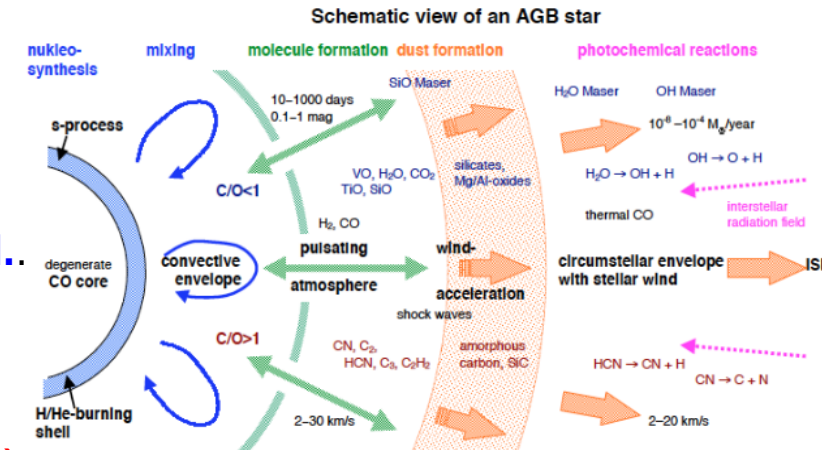 Schematic view of an AGB star
nukleo-
synthesis
mixing
molecule formation
dust formation
photochemical reactions
s-process
10–1000 days
0.1–1 mag
SiO Maser
H₂O Maser
OH Maser
10⁻⁸ –10⁻⁴ M⊙/year
C/O<1
VO, H₂O, CO₂
TiO, SiO
silicates,
Mg/Al-oxides
H₂O → OH + H
OH → O + H
H₂, CO
thermal CO
interstellar
radiation field
degenerate
CO core
convective
envelope
pulsating
atmosphere
wind-
acceleration
shock waves
circumstellar envelope
with stellar wind
C/O>1
CN, C₂,
HCN, C₃, C₂H₂
amorphous
carbon, SiC
HCN → CN + H
CN → C + N
H/He-burning
shell
2–30 km/s
2–20 km/s